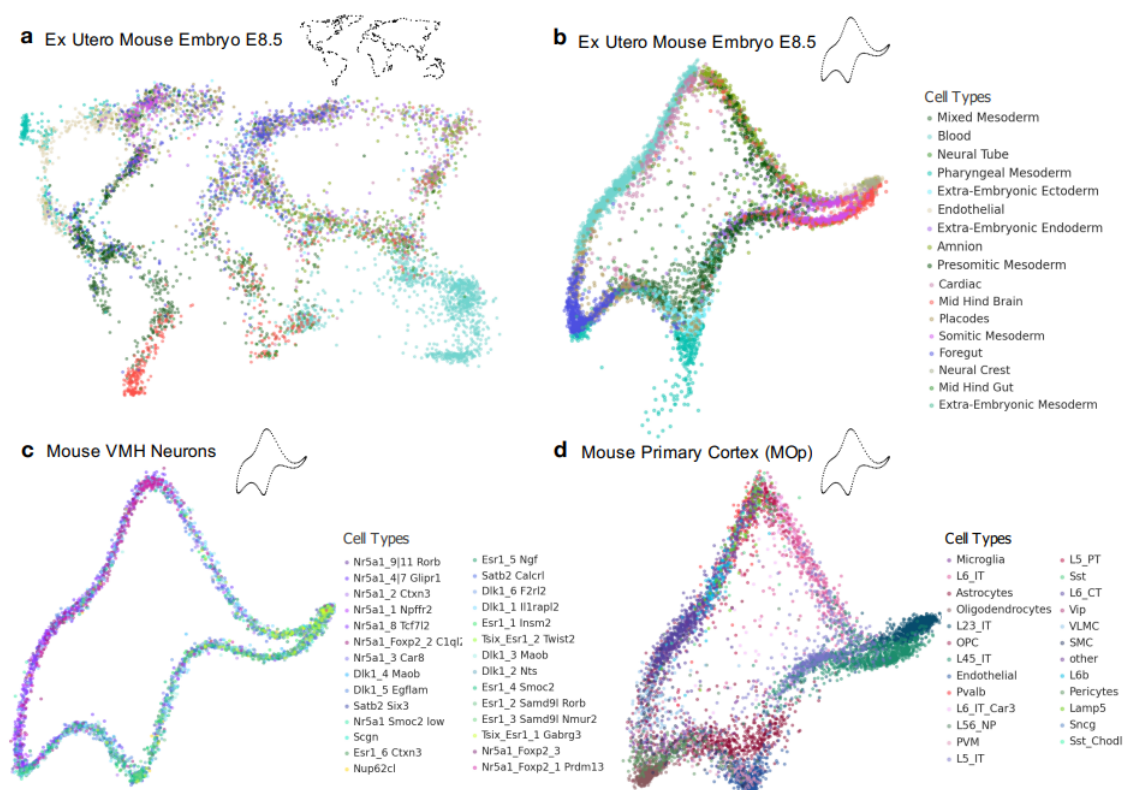 a Ex Utero Mouse Embryo E8.5
b Ex Utero Mouse Embryo E8.5
Cell Types
Mixed Mesoderm
Blood
Neural Tube
Pharyngeal Mesoderm
Extra-Embryonic Ectoderm
Endothelial
Extra-Embryonic Endoderm
Amnion
Presomitic Mesoderm
Cardiac
Mid Hind Brain
Placodes
Somitic Mesoderm
Foregut
Neural Crest
Mid Hind Gut
Extra-Embryonic Mesoderm
c Mouse VMH Neurons
Cell Types
Nr5a1_9|11 Rorb
Nr5a1_4|7 Glipr1
Nr5a1_2 Ctxn3
Nr5a1_1 Npffr2
Nr5a1_8 Tcf7l2
Nr5a1_Foxp2_2 C1ql2
Nr5a1_3 Car8
Dlk1_4 Maob
Dlk1_5 Egflam
Satb2 Six3
Nr5a1 Smoc2 low
Scgn
Esr1_6 Ctxn3
Nup62cl
Esr1_5 Ngf
Satb2 Calcrl
Dlk1_6 F2rl2
Dlk1_1 Il1rapl2
Esr1_1 Insm2
Tsix_Esr1_2 Twist2
Dlk1_3 Maob
Dlk1_2 Nts
Esr1_4 Smoc2
Esr1_2 Samd9l Rorb
Esr1_3 Samd9l Nmur2
Tsix_Esr1_1 Gabrg3
Nr5a1_Foxp2_3
Nr5a1_Foxp2_1 Prdm13
d Mouse Primary Cortex (MOp)
Cell Types
Microglia
L6_IT
Astrocytes
Oligodendrocytes
L23_IT
OPC
L45_IT
Endothelial
Pvalb
L6_IT_Car3
L56_NP
PVM
L5_IT
L5_PT
Sst
L6_CT
Vip
VLMC
SMC
other
L6b
Pericytes
Lamp5
Sncg
Sst_Chodl